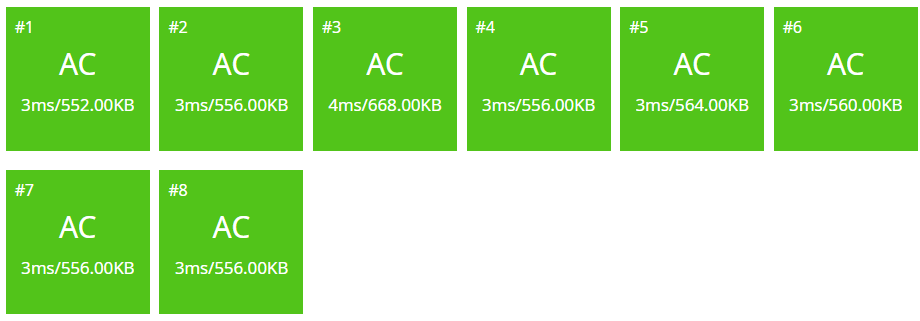 #1 #2 #3 #4 #5 #6
AC AC AC AC AC AC
3ms/552.00KB 3ms/556.00KB 4ms/668.00KB 3ms/556.00KB 3ms/564.00KB 3ms/560.00KB
#7 #8
AC AC
3ms/556.00KB 3ms/556.00KB